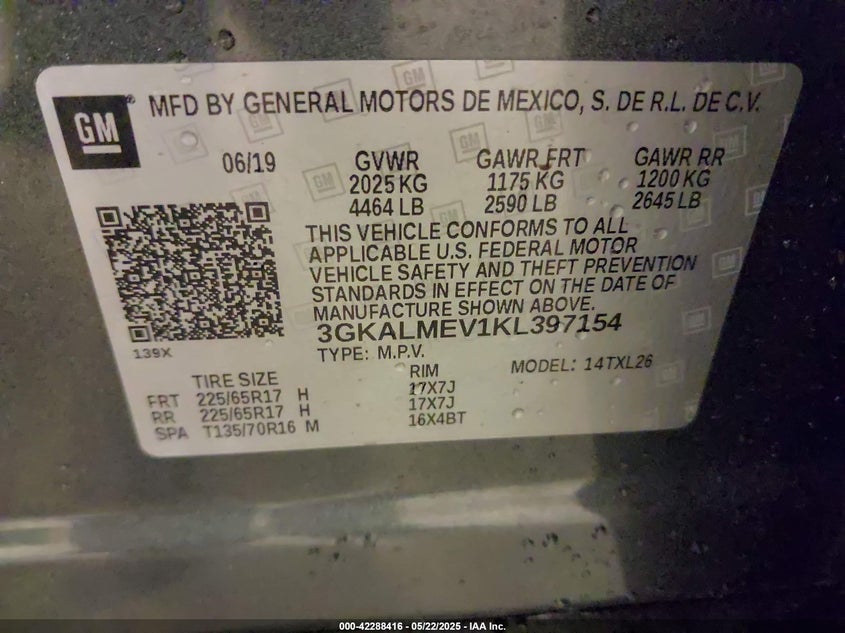 GM
MFD BY GENERAL MOTORS DE MEXICO, S. DE R.L. DE C.V.
06/19 GVWR GAWR FRT GAWR RR
2025 KG 1175 KG 1200 KG
4464 LB 2590 LB 2645 LB
THIS VEHICLE CONFORMS TO ALL
APPLICABLE U.S. FEDERAL MOTOR
VEHICLE SAFETY AND THEFT PREVENTION
STANDARDS IN EFFECT ON THE DATE OF
MANUFACTURE SHOWN ABOVE.
3GKALMEV1KL397154
139X
TYPE: M.P.V. MODEL: 14TXL26
TIRE SIZE RIM
FRT 225/65R17 H 17X7J
RR 225/65R17 H 17X7J
SPA T135/70R16 M 16X4BT
000-42288416 - 05/22/2025 - IAA Inc.